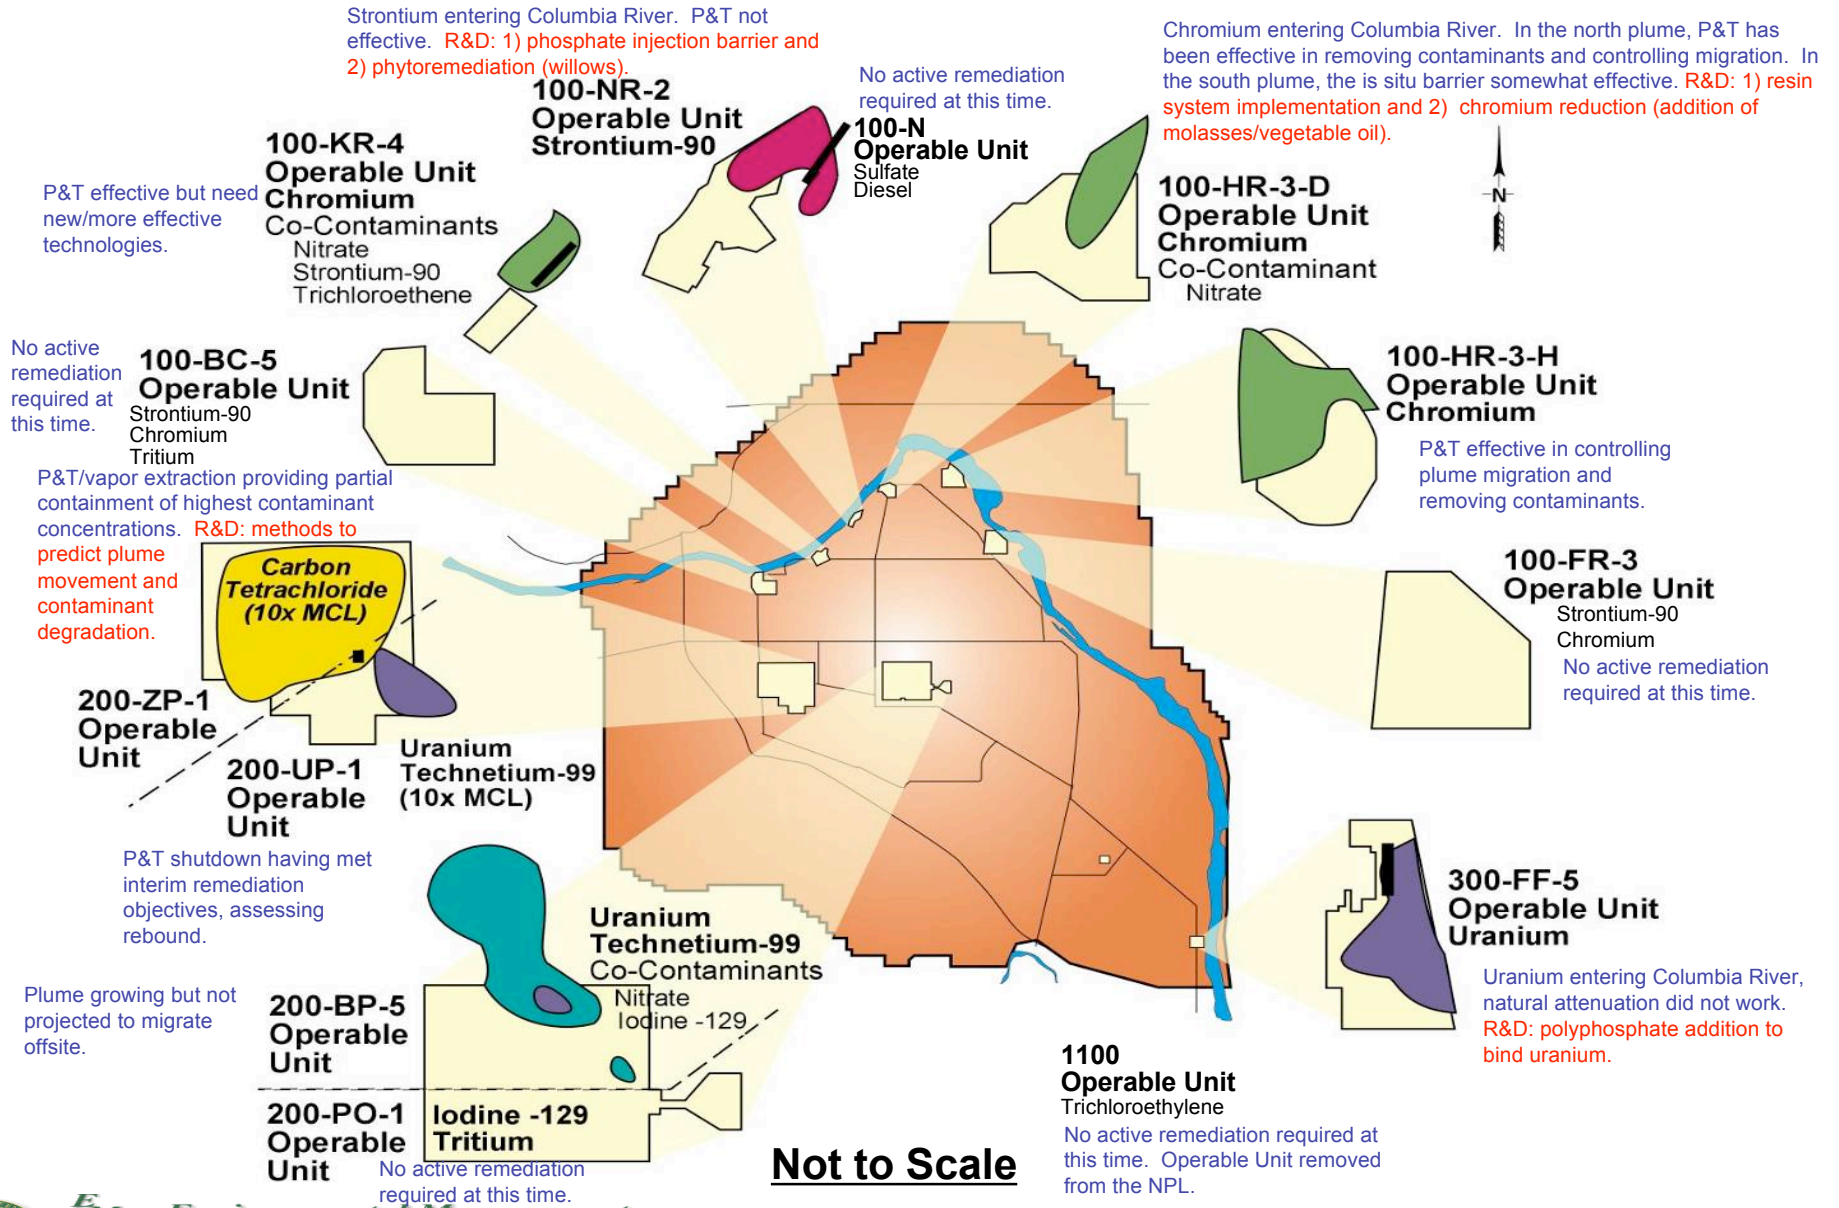 Strontium entering Columbia River.  P&T not
effective.  R&D: 1) phosphate injection barrier and
2) phytoremediation (willows).
100-NR-2
Operable Unit
Strontium-90
No active remediation
required at this time.
100-N
Operable Unit
Sulfate
Diesel
Chromium entering Columbia River.  In the north plume, P&T has
been effective in removing contaminants and controlling migration.  In
the south plume, the is situ barrier somewhat effective. R&D: 1) resin
system implementation and 2)  chromium reduction (addition of
molasses/vegetable oil).
N
100-HR-3-D
Operable Unit
Chromium
Co-Contaminant
Nitrate
100-KR-4
Operable Unit
Chromium
Co-Contaminants
Nitrate
Strontium-90
Trichloroethene
P&T effective but need
new/more effective
technologies.
No active
remediation
required at
this time.
100-BC-5
Operable Unit
Strontium-90
Chromium
Tritium
100-HR-3-H
Operable Unit
Chromium
P&T effective in controlling
plume migration and
removing contaminants.
P&T/vapor extraction providing partial
containment of highest contaminant
concentrations.  R&D: methods to
predict plume
movement and
contaminant
degradation.
Carbon
Tetrachloride
(10x MCL)
100-FR-3
Operable Unit
Strontium-90
Chromium
No active remediation
required at this time.
200-ZP-1
Operable
Unit
200-UP-1
Operable
Unit
Uranium
Technetium-99
(10x MCL)
P&T shutdown having met
interim remediation
objectives, assessing
rebound.
300-FF-5
Operable Unit
Uranium
Uranium entering Columbia River,
natural attenuation did not work.
R&D: polyphosphate addition to
bind uranium.
Uranium
Technetium-99
Co-Contaminants
Nitrate
Iodine -129
Plume growing but not
projected to migrate
offsite.
200-BP-5
Operable
Unit
200-PO-1
Operable
Unit
Iodine -129
Tritium
No active remediation
required at this time.
1100
Operable Unit
Trichloroethylene
No active remediation required at
this time.  Operable Unit removed
from the NPL.
Not to Scale